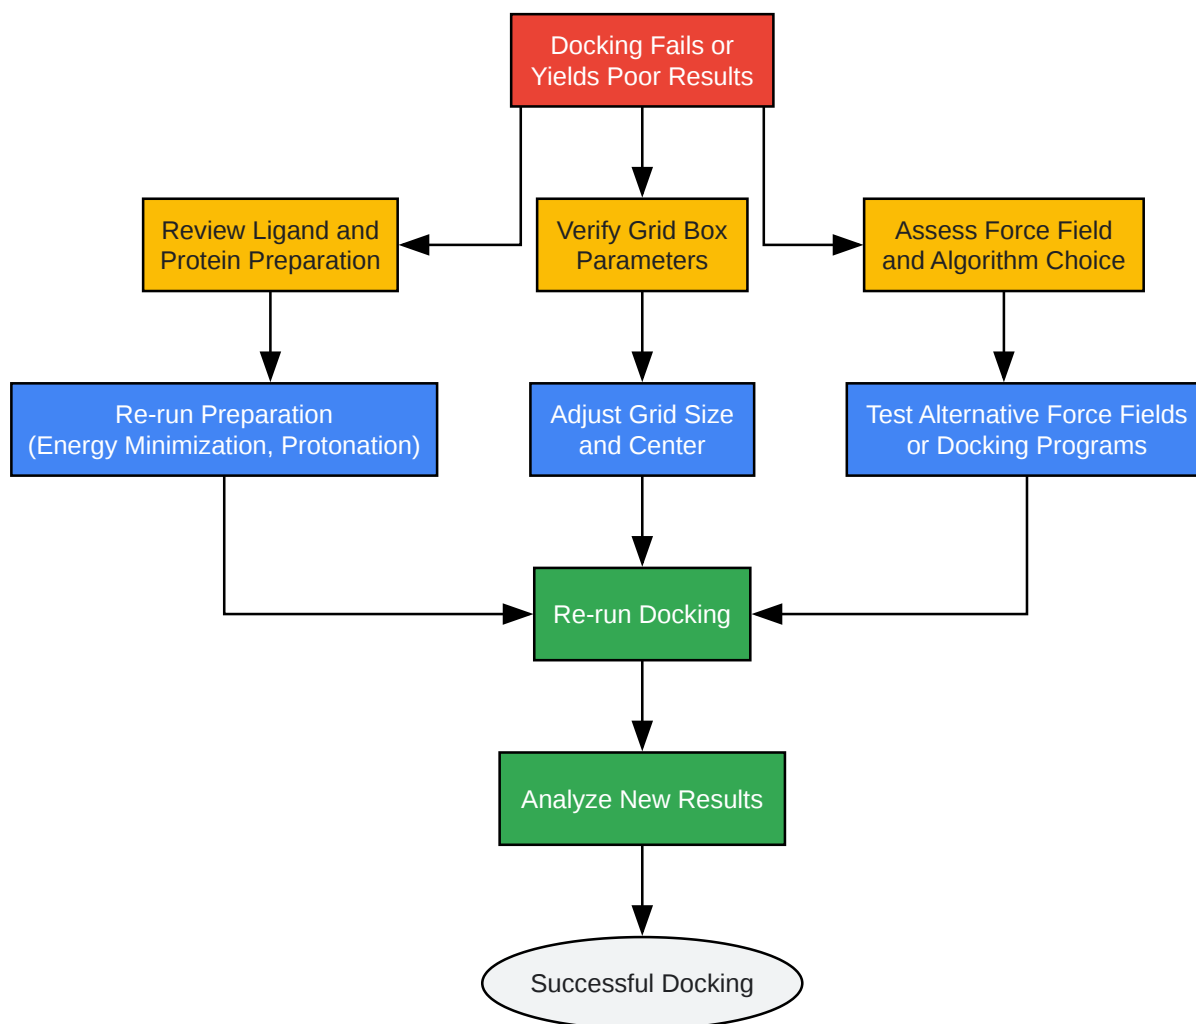 Docking Fails or
Yields Poor Results
Review Ligand and
Protein Preparation
Verify Grid Box
Parameters
Assess Force Field
and Algorithm Choice
Re-run Preparation
(Energy Minimization, Protonation)
Adjust Grid Size
and Center
Test Alternative Force Fields
or Docking Programs
Re-run Docking
Analyze New Results
Successful Docking